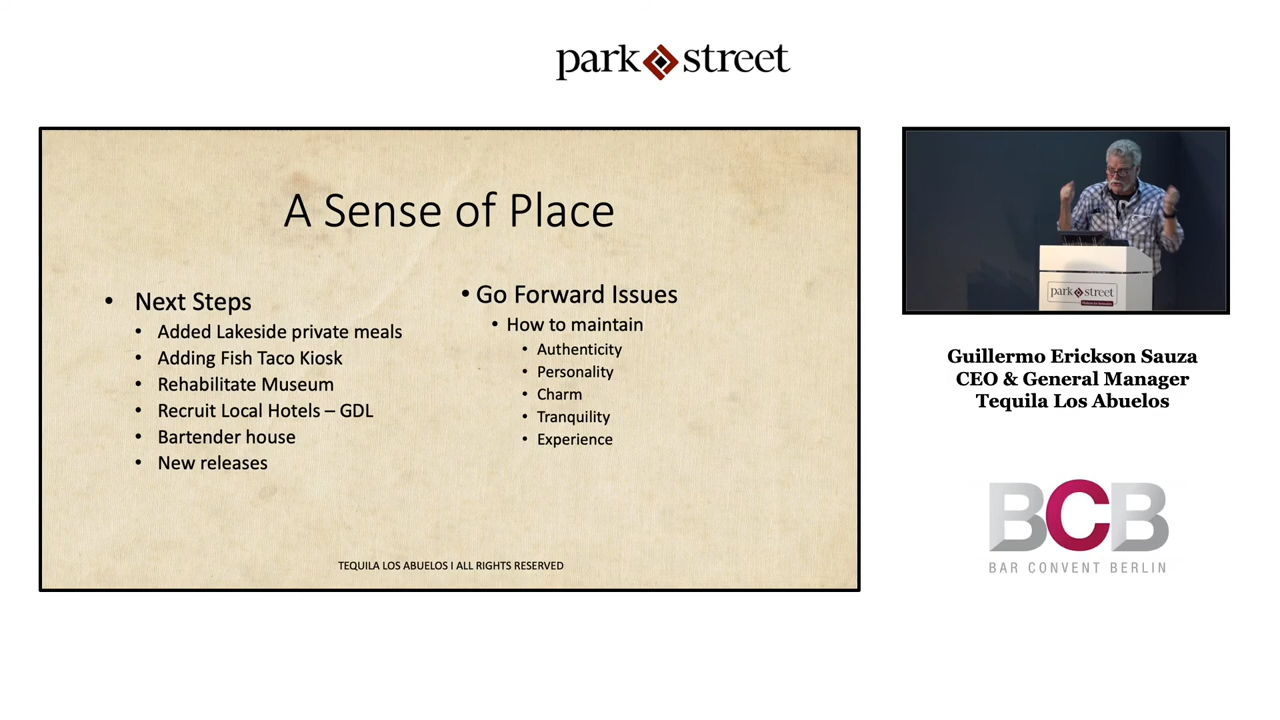 park street
A Sense of Place
• Next Steps
• Added Lakeside private meals
• Adding Fish Taco Kiosk
• Rehabilitate Museum
• Recruit Local Hotels – GDL
• Bartender house
• New releases
• Go Forward Issues
• How to maintain
• Authenticity
• Personality
• Charm
• Tranquility
• Experience
TEQUILA LOS ABUELOS I ALL RIGHTS RESERVED
park street
Guillermo Erickson Sauza
CEO & General Manager
Tequila Los Abuelos
BCB
BAR CONVENT BERLIN